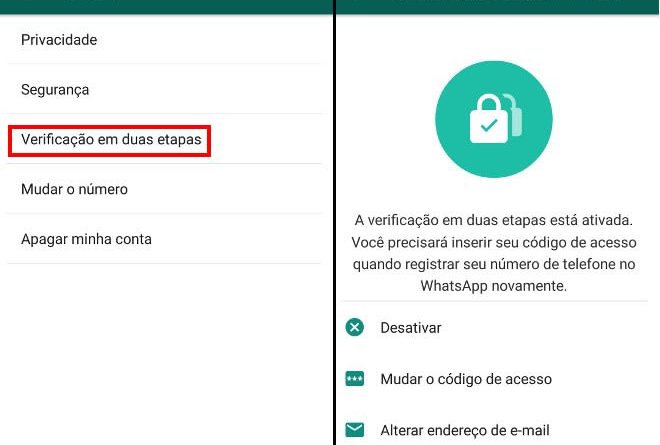 Privacidade
Segurança
Verificação em duas etapas
Mudar o número
Apagar minha conta
A verificação em duas etapas está ativada.
Você precisará inserir seu código de acesso
quando registrar seu número de telefone no
WhatsApp novamente.
Desativar
Mudar o código de acesso
Alterar endereço de e-mail